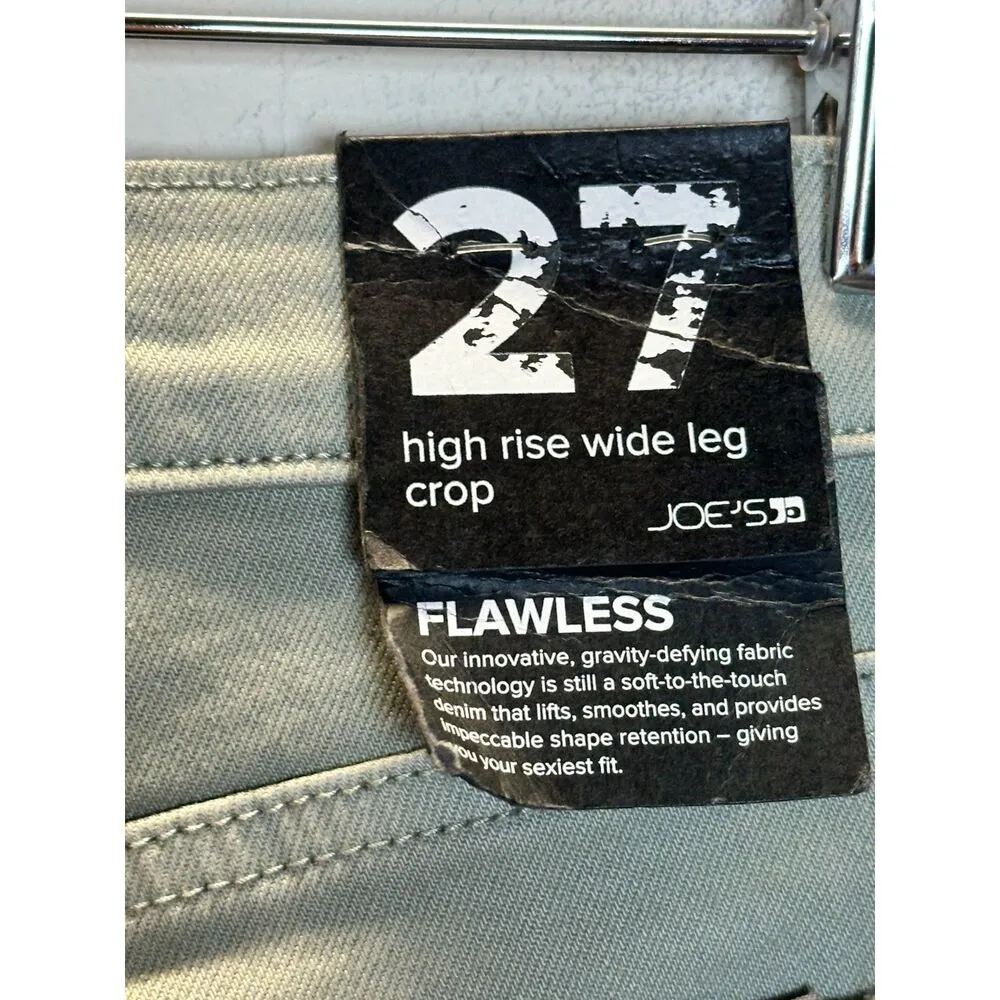 27
high rise wide leg
crop
JOE'S
FLAWLESS
Our innovative, gravity-defying fabric
technology is still a soft-to-the-touch
denim that lifts, smoothes, and provides
impeccable shape retention – giving
you your sexiest fit.